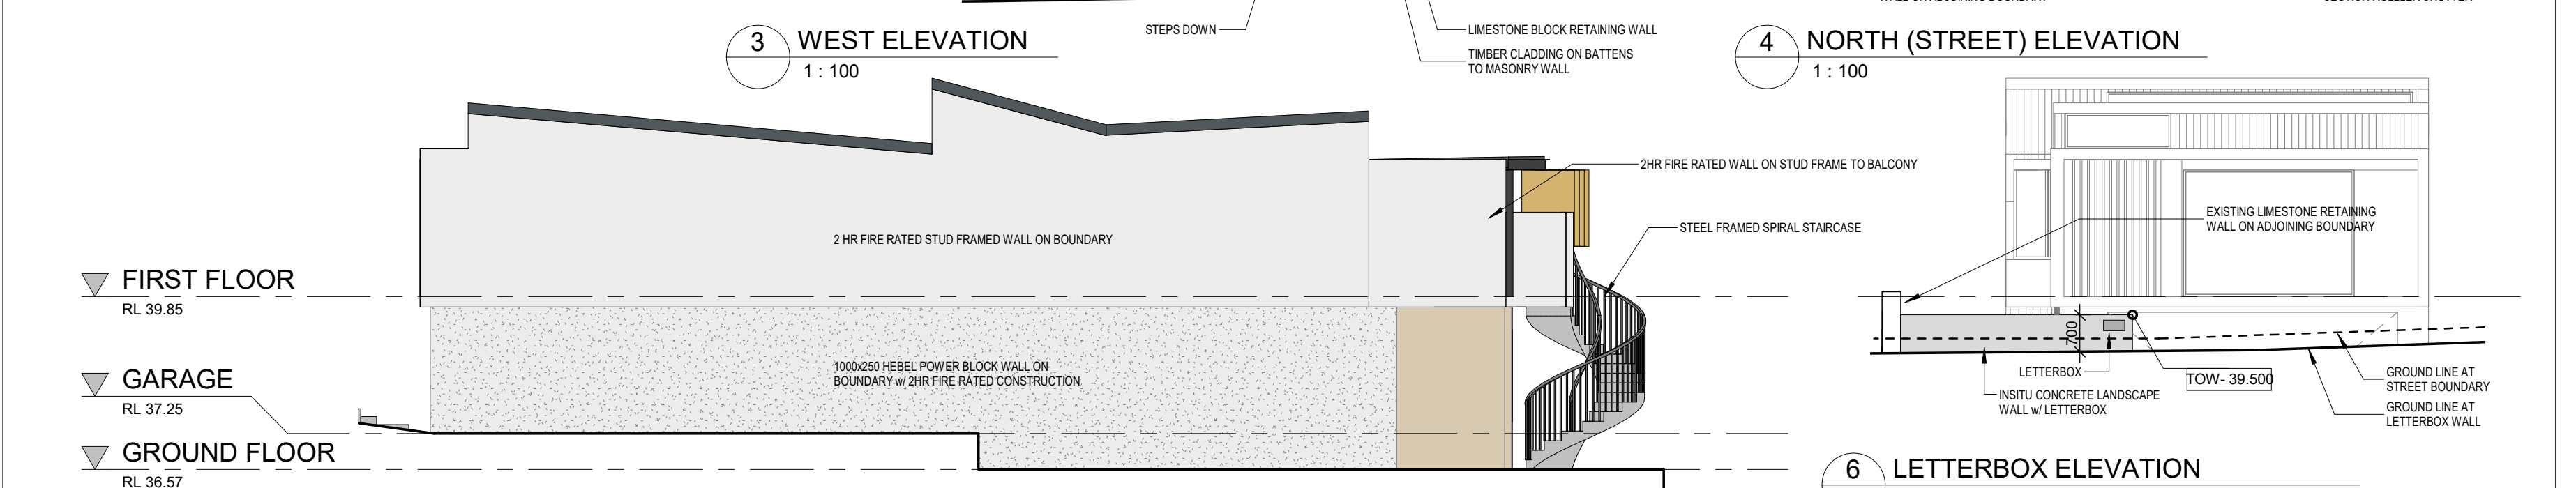 STEPS DOWN
LIMESTONE BLOCK RETAINING WALL
TIMBER CLADDING ON BATTENS
TO MASONRY WALL
3
WEST ELEVATION
1 : 100
4
NORTH (STREET) ELEVATION
1 : 100
2HR FIRE RATED WALL ON STUD FRAME TO BALCONY
STEEL FRAMED SPIRAL STAIRCASE
2 HR FIRE RATED STUD FRAMED WALL ON BOUNDARY
1000x250 HEBEL POWER BLOCK WALL ON
BOUNDARY w/ 2HR FIRE RATED CONSTRUCTION
FIRST FLOOR
RL 39.85
GARAGE
RL 37.25
GROUND FLOOR
RL 36.57
EXISTING LIMESTONE RETAINING
WALL ON ADJOINING BOUNDARY
700
LETTERBOX
TOW- 39.500
INSITU CONCRETE LANDSCAPE
WALL w/ LETTERBOX
GROUND LINE AT
STREET BOUNDARY
GROUND LINE AT
LETTERBOX WALL
6
LETTERBOX ELEVATION